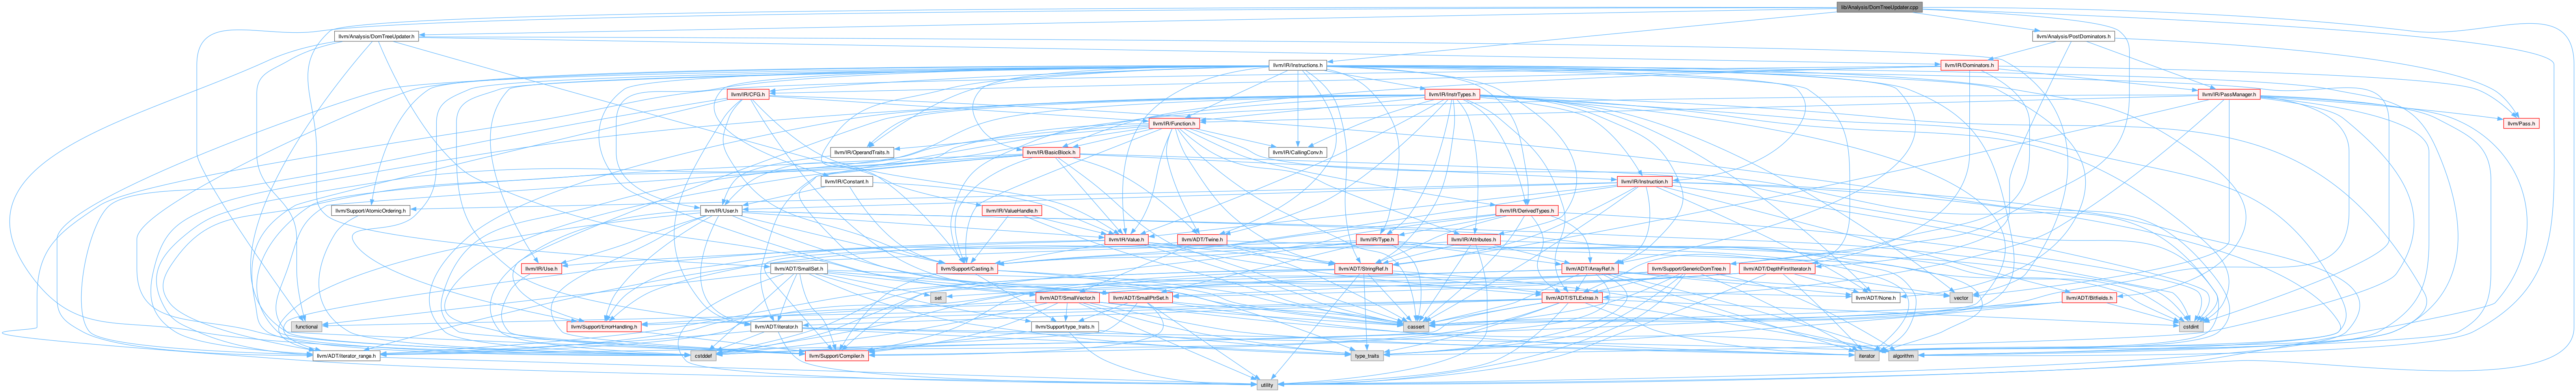 lib/Analysis/DomTreeUpdater.cpp
llvm/Analysis/DomTreeUpdater.h
llvm/Analysis/PostDominators.h
llvm/IR/Instructions.h
llvm/IR/Dominators.h
llvm/IR/CFG.h
llvm/IR/InstrTypes.h
llvm/IR/PassManager.h
llvm/IR/Function.h
llvm/Pass.h
llvm/IR/OperandTraits.h
llvm/IR/BasicBlock.h
llvm/IR/CallingConv.h
llvm/IR/Constant.h
llvm/IR/Instruction.h
llvm/Support/AtomicOrdering.h
llvm/IR/User.h
llvm/IR/ValueHandle.h
llvm/IR/DerivedTypes.h
llvm/IR/Value.h
llvm/ADT/Twine.h
llvm/IR/Type.h
llvm/IR/Attributes.h
llvm/IR/Use.h
llvm/ADT/SmallSet.h
llvm/Support/Casting.h
llvm/ADT/StringRef.h
llvm/ADT/ArrayRef.h
llvm/Support/GenericDomTree.h
llvm/ADT/DepthFirstIterator.h
set
llvm/ADT/SmallVector.h
llvm/ADT/SmallPtrSet.h
llvm/ADT/STLExtras.h
llvm/ADT/None.h
vector
llvm/ADT/Bitfields.h
functional
llvm/Support/ErrorHandling.h
llvm/ADT/iterator.h
llvm/Support/type_traits.h
cassert
cstdint
llvm/ADT/iterator_range.h
cstddef
llvm/Support/Compiler.h
type_traits
iterator
algorithm
utility